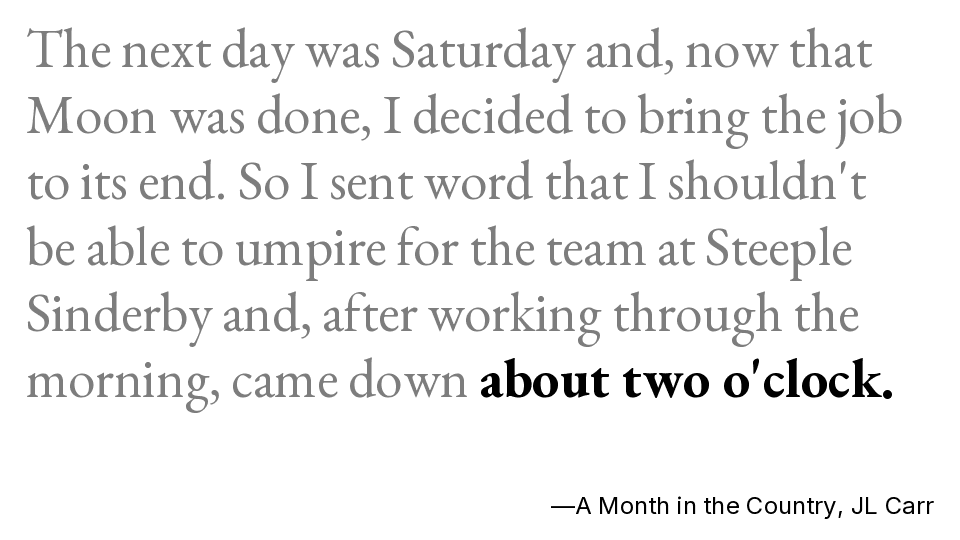 The next day was Saturday and, now that
Moon was done, I decided to bring the job
to its end. So I sent word that I shouldn't
be able to umpire for the team at Steeple
Sinderby and, after working through the
morning, came down about two o'clock.
—A Month in the Country, JL Carr